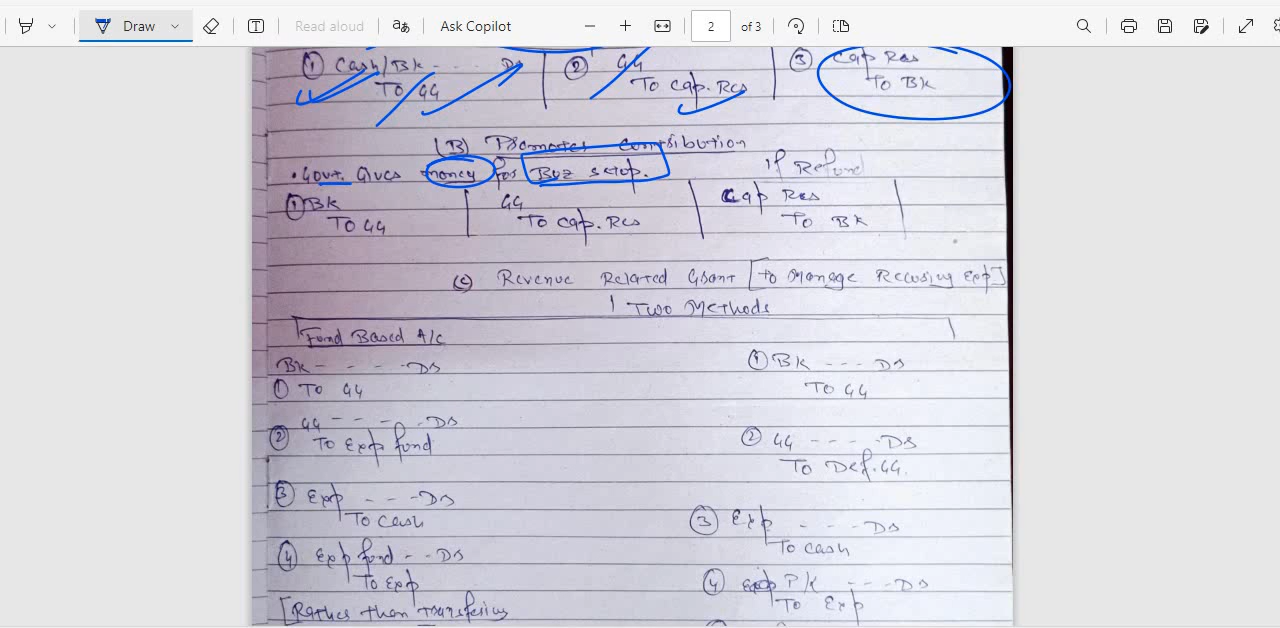 Draw
Read aloud
aあ
Ask Copilot
2
of 3
① Cash/Bk - - - Dr
To GG
② GG
To Cap. Res
③ Cap Res
To Bk
(B) Promoter Contribution
• Govt. Gives money for Buz setup.
If Refund
① Bk
To GG
GG
To Cap. Res
Cap Res
To Bk
(C) Revenue Related Grant [To Manage Recuring Exp]
Two Methods
Fund Based A/c
Bk - - - - Dr
① To GG
② GG - - - - Dr
To Exp fund
③ Exp - - - Dr
To Cash
④ Exp fund - - Dr
To Exp
[Rather than Transfering
① Bk - - - Dr
To GG
② GG - - - - Dr
To Def. GG.
③ Exp - - - Dr
To Cash
④ P/L - - - Dr
To Exp